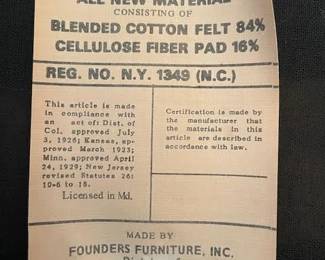 ALL NEW MATERIAL
CONSISTING OF
BLENDED COTTON FELT 84%
CELLULOSE FIBER PAD 16%
REG. NO. N.Y. 1349 (N.C.)
This article is made
in compliance with
an act of: Dist. of
Col. approved July
3, 1926; Kansas, ap-
proved March 1923;
Minn. approved April
24, 1929; New Jersey
revised Statutes 26:
10-6 to 18.
Licensed in Md.
Certification is made by
the manufacturer that
the materials in this
article are described in
accordance with law.
MADE BY
FOUNDERS FURNITURE, INC.